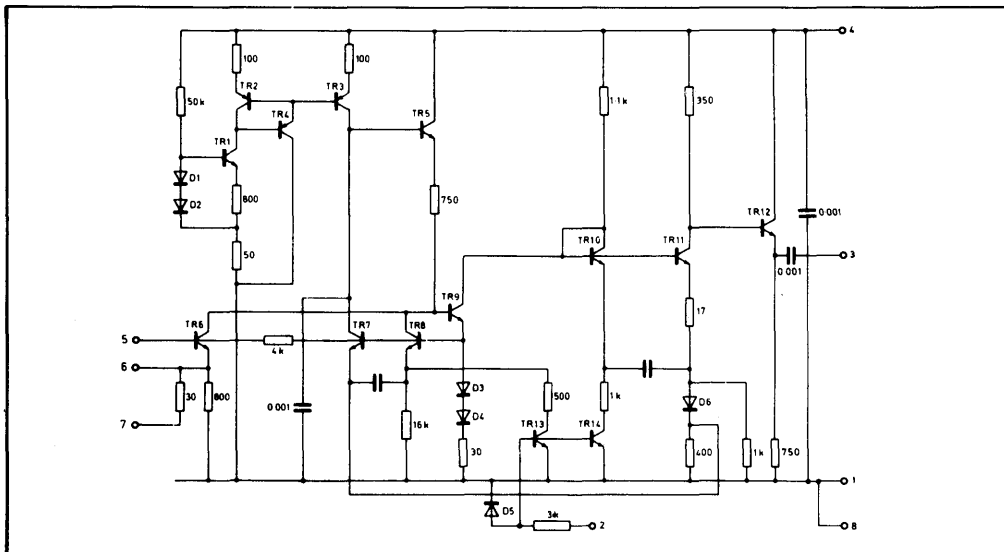 4
100
100
50k
1·1k
350
TR2
TR3
TR4
TR5
TR1
D1
D2
800
750
50
TR12
0·001
3
0·001
TR10
TR11
TR9
17
TR6
TR7
TR8
5
4k
6
30
800
0·001
D3
D4
500
1k
D6
7
16k
30
TR13
TR14
400
1k
750
1
D5
3k
2
8